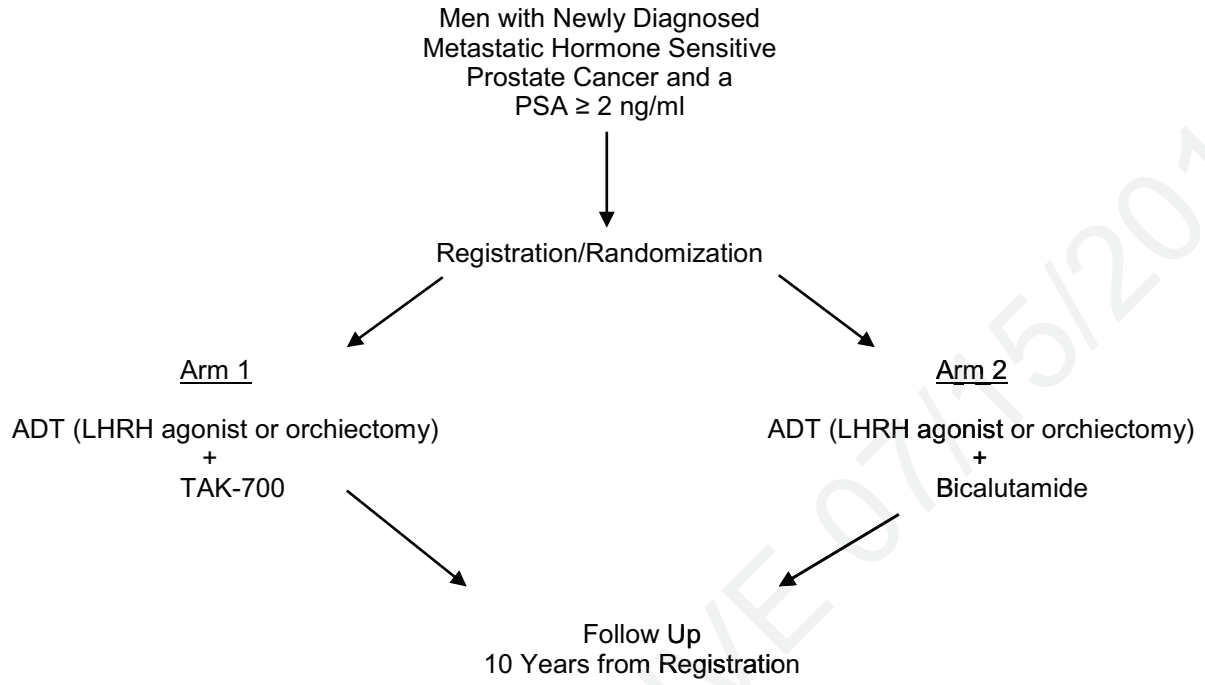 Men with Newly Diagnosed
Metastatic Hormone Sensitive
Prostate Cancer and a
PSA ≥ 2 ng/ml
Registration/Randomization
Arm 1
ADT (LHRH agonist or orchiectomy)
+
TAK-700
Arm 2
ADT (LHRH agonist or orchiectomy)
+
Bicalutamide
Follow Up
10 Years from Registration